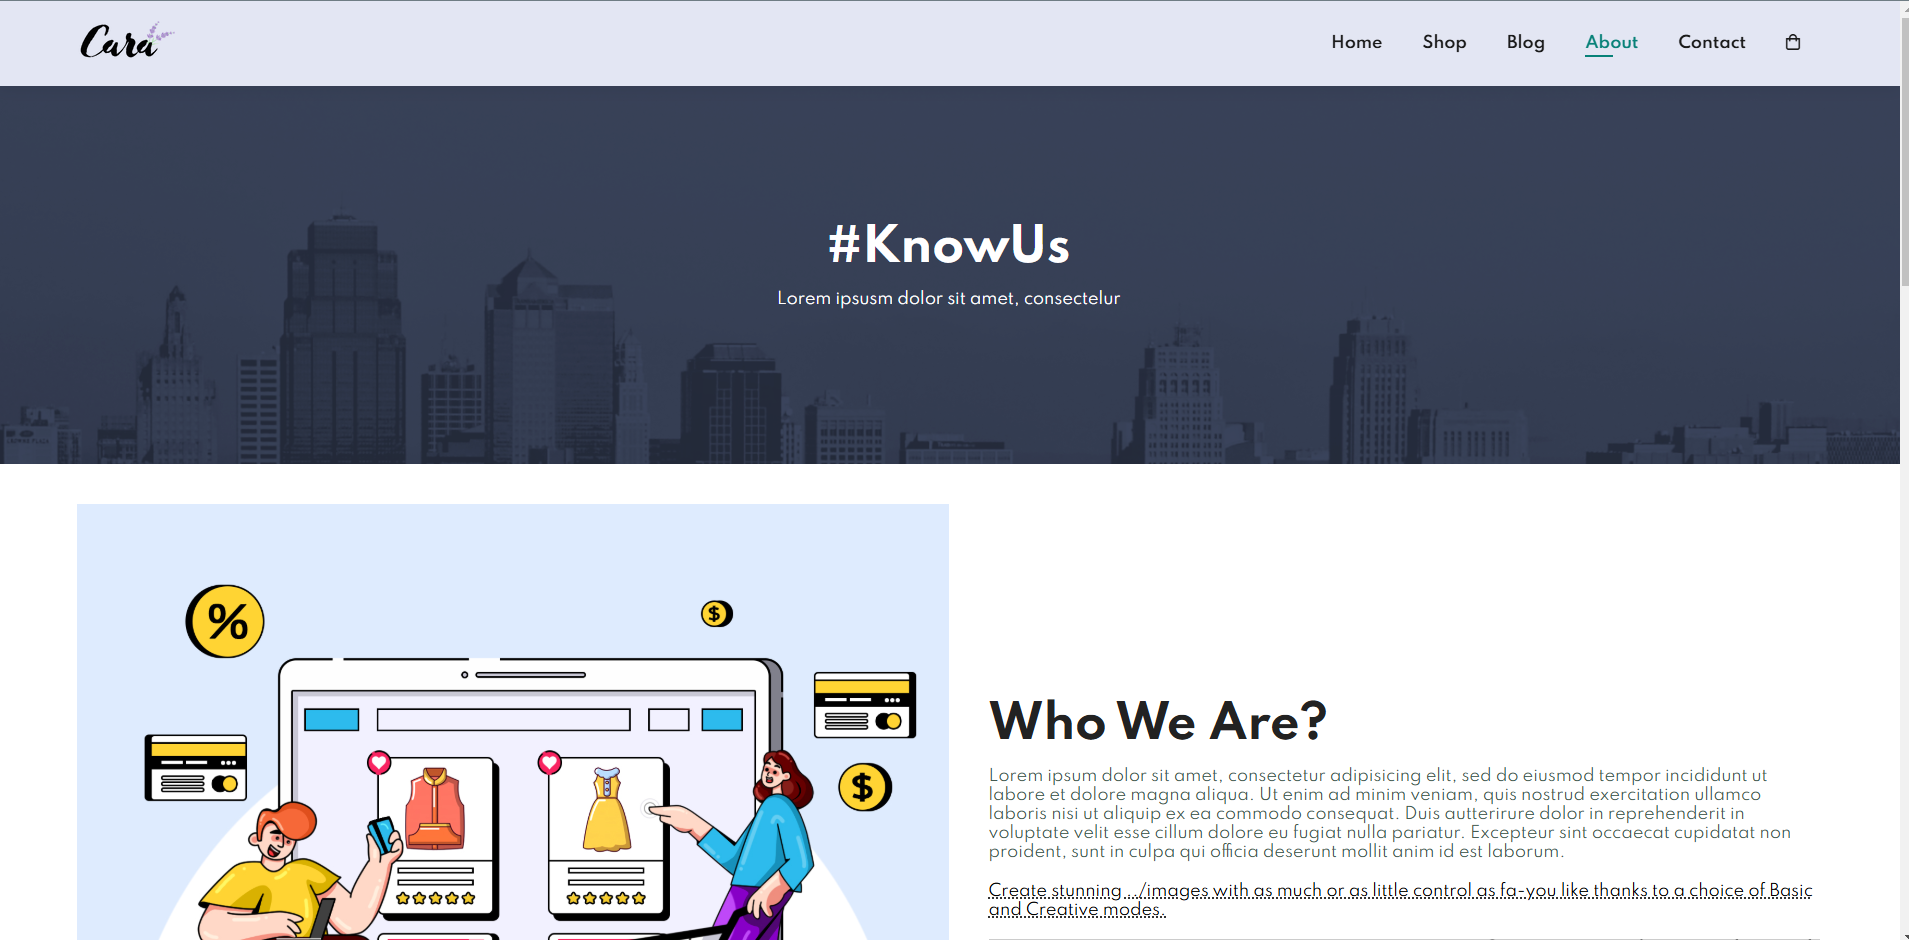 Cara
Home Shop Blog About Contact
#KnowUs
Lorem ipsusm dolor sit amet, consectelur
%
$
$
Who We Are?
Lorem ipsum dolor sit amet, consectetur adipisicing elit, sed do eiusmod tempor incididunt ut
labore et dolore magna aliqua. Ut enim ad minim veniam, quis nostrud exercitation ullamco
laboris nisi ut aliquip ex ea commodo consequat. Duis autterirure dolor in reprehenderit in
voluptate velit esse cillum dolore eu fugiat nulla pariatur. Excepteur sint occaecat cupidatat non
proident, sunt in culpa qui officia deserunt mollit anim id est laborum.
Create stunning ../images with as much or as little control as fa-you like thanks to a choice of Basic
and Creative modes.